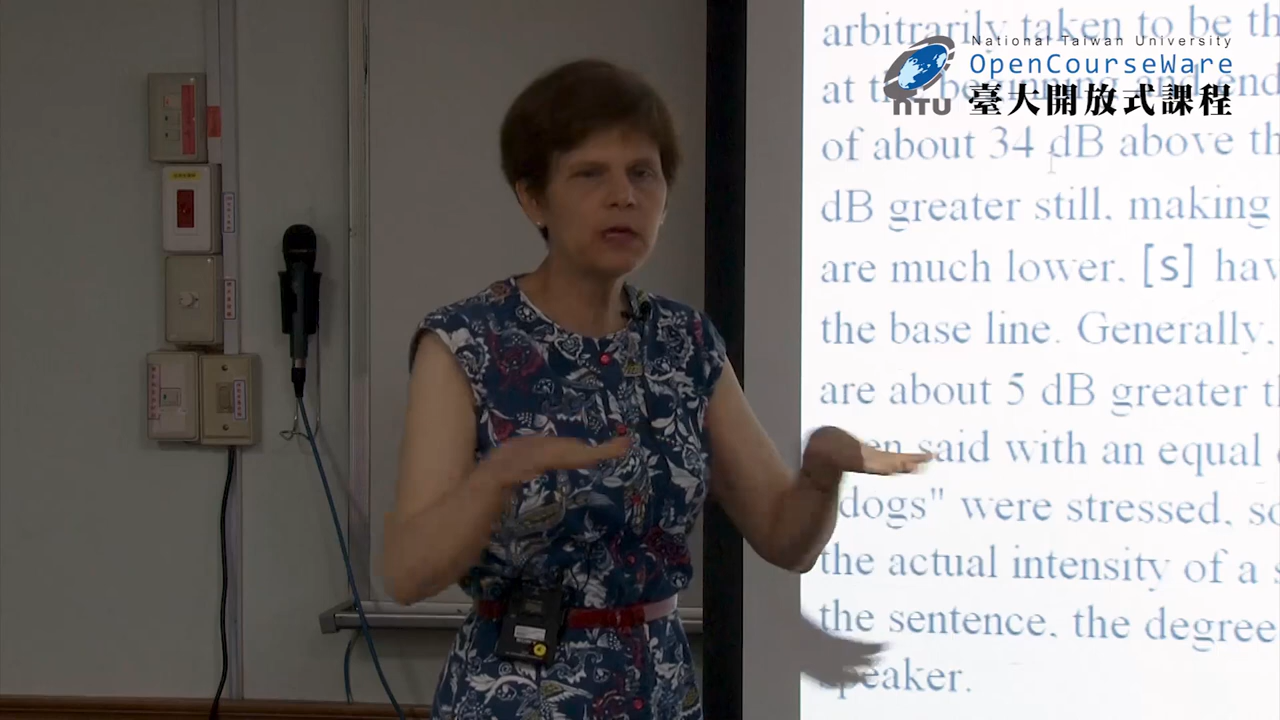 arbitrarily taken to be th
National Taiwan University
OpenCourseWare
臺大開放式課程
NTU
at the beginning and end
of about 34 dB above th
dB greater still, making
are much lower. [s] hav
the base line. Generally,
are about 5 dB greater th
said with an equal
dogs" were stressed, so
the actual intensity of a s
the sentence, the degree
speaker.